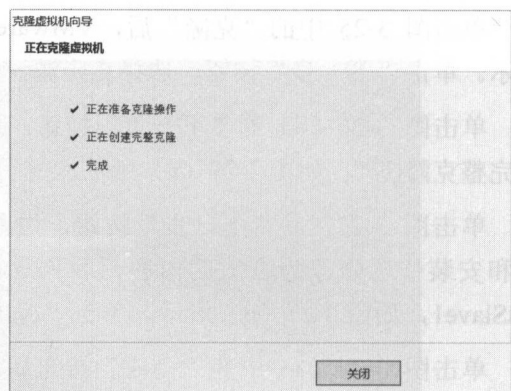 克隆虚拟机向导
正在克隆虚拟机
✔ 正在准备克隆操作
✔ 正在创建完整克隆
✔ 完成
关闭